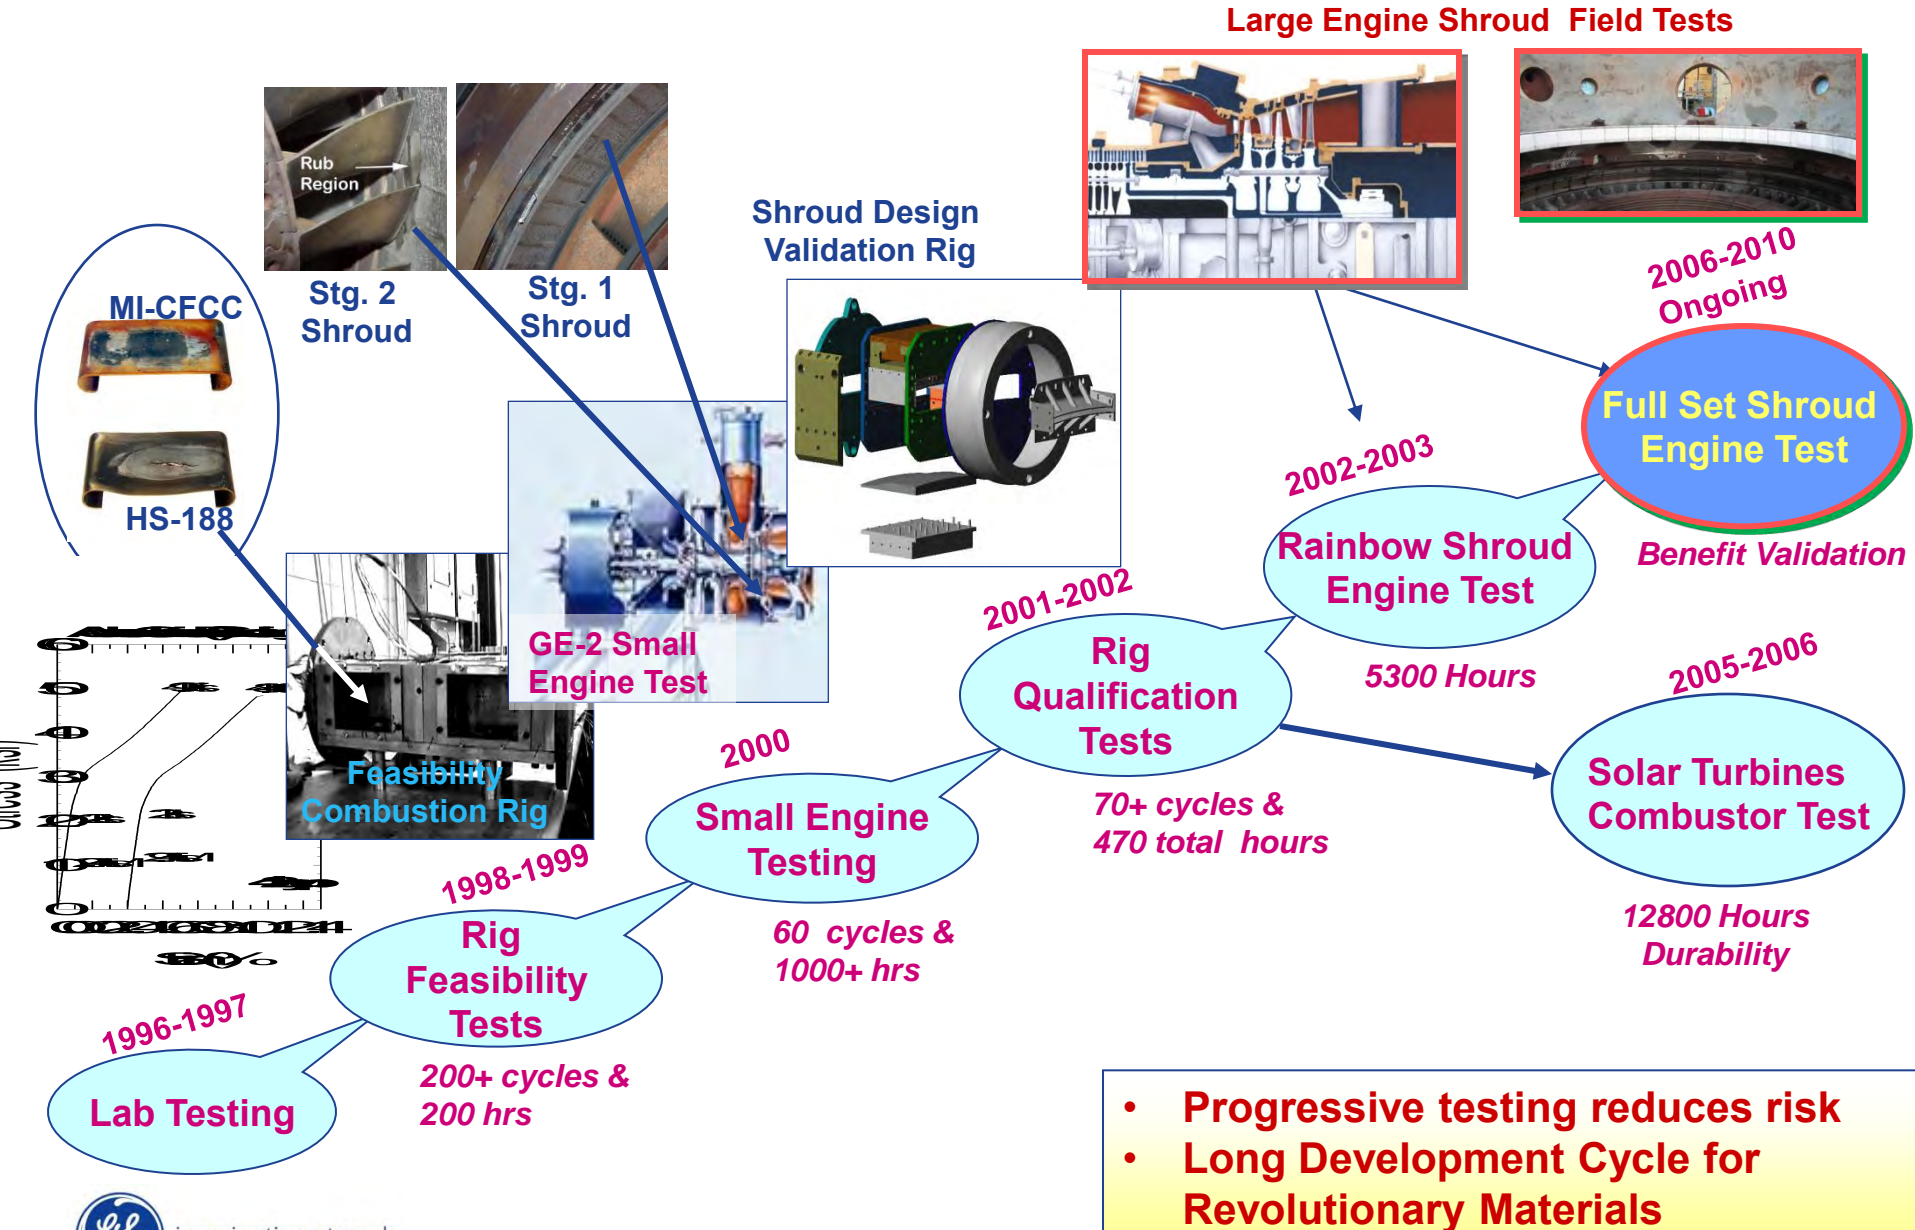 Large Engine Shroud Field Tests
Rub
Region
Stg. 2
Shroud
Stg. 1
Shroud
Shroud Design
Validation Rig
MI-CFCC
HS-188
2006-2010
Ongoing
Full Set Shroud
Engine Test
Benefit Validation
2002-2003
Rainbow Shroud
Engine Test
5300 Hours
GE-2 Small
Engine Test
Feasibility
Combustion Rig
2001-2002
Rig
Qualification
Tests
70+ cycles &
470 total hours
2005-2006
Solar Turbines
Combustor Test
12800 Hours
Durability
2000
Small Engine
Testing
60 cycles &
1000+ hrs
1998-1999
Rig
Feasibility
Tests
200+ cycles &
200 hrs
1996-1997
Lab Testing
• Progressive testing reduces risk
• Long Development Cycle for
Revolutionary Materials